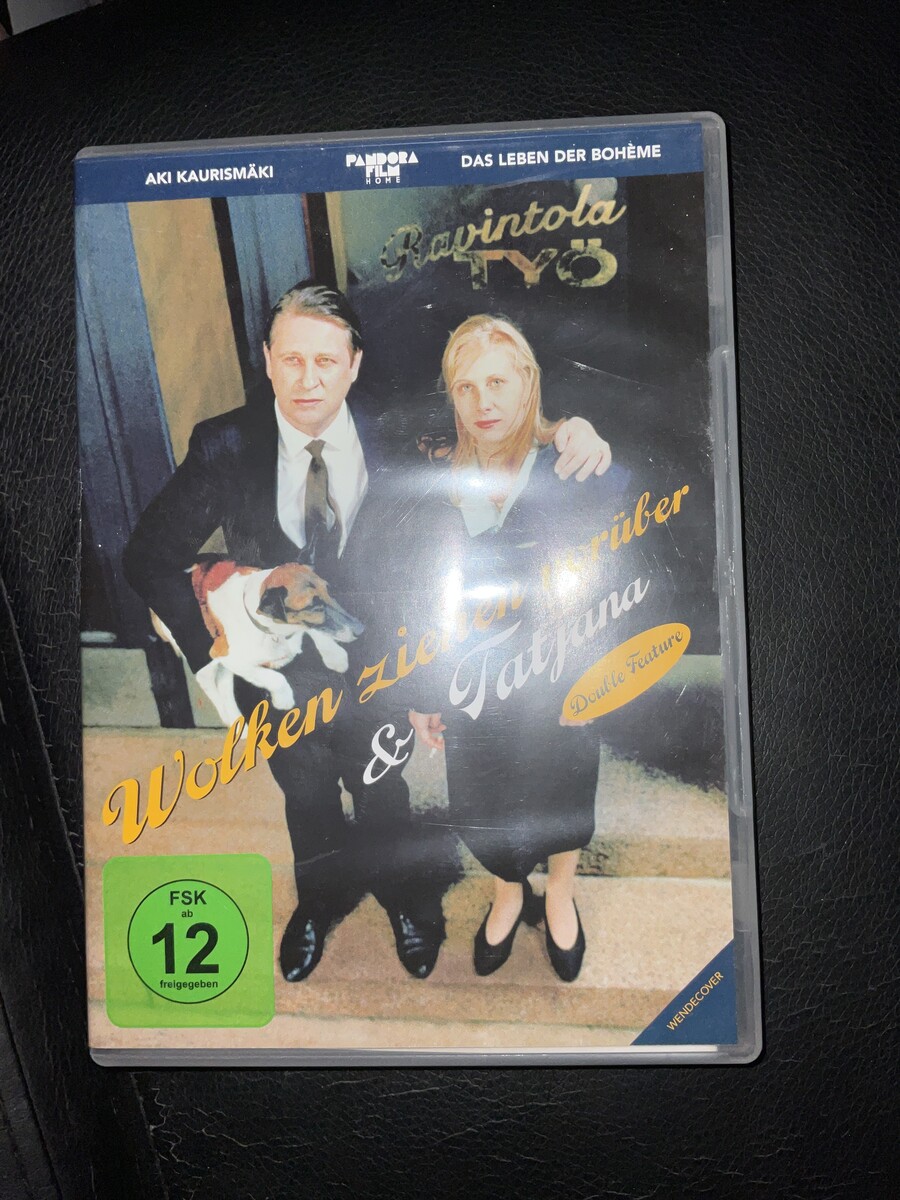 AKI KAURISMÄKI
PANDORA
FILM
HOME
DAS LEBEN DER BOHÈME
Ravintola
TYÖ
Wolken ziehen vorüber
& Tatjana
Double Feature
FSK
ab
12
freigegeben
WENDECOVER